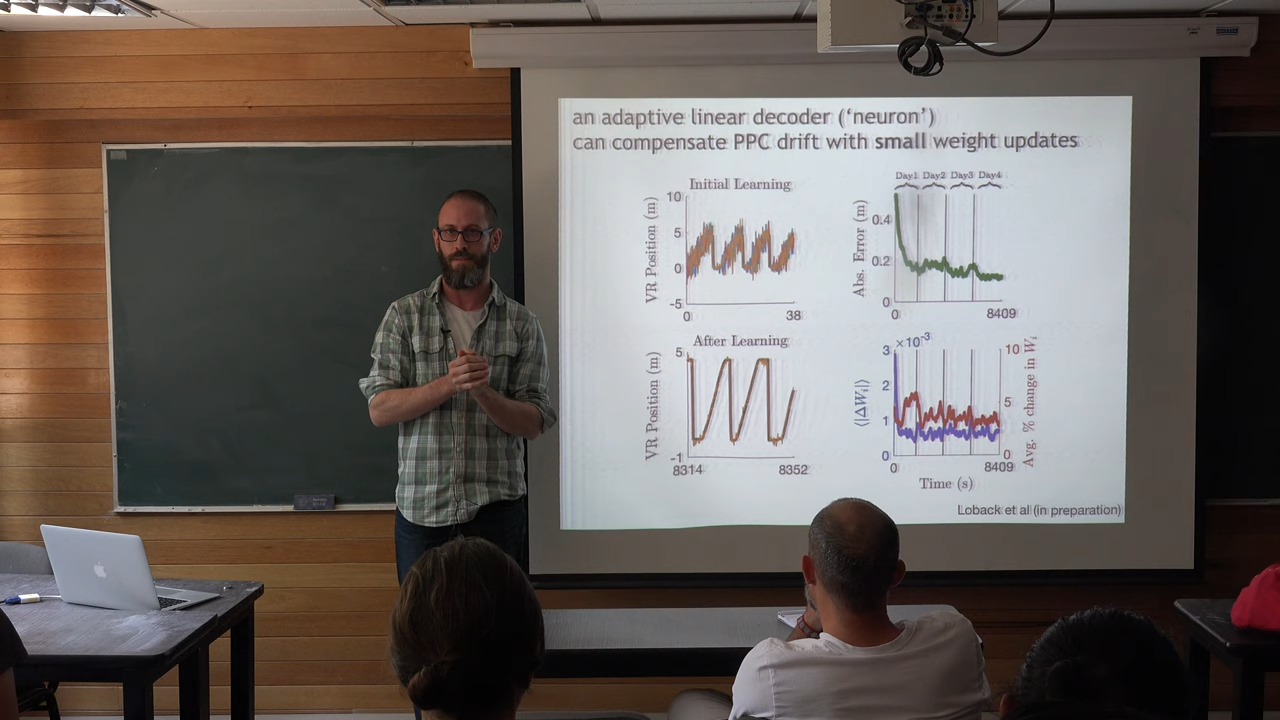 an adaptive linear decoder (‘neuron’)
can compensate PPC drift with small weight updates
Initial Learning
VR Position (m)
10
5
0
-5
0
38
Day1 Day2 Day3 Day4
Abs. Error (m)
0.4
0.2
0
0
8409
After Learning
VR Position (m)
5
-1
8314
8352
×10⁻³
⟨|ΔWᵢ|⟩
3
2
1
0
10
5
0
Avg. % change in Wᵢ
0
8409
Time (s)
Loback et al (in preparation)